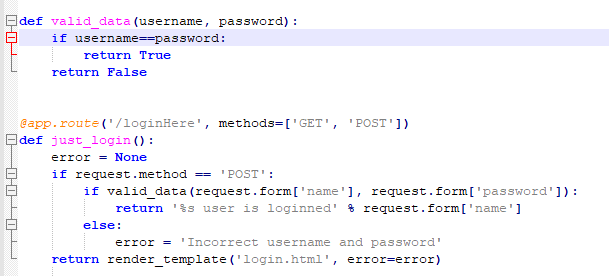 def valid_data(username, password):
    if username==password:
        return True
    return False
@app.route('/loginHere', methods=['GET', 'POST'])
def just_login():
    error = None
    if request.method == 'POST':
        if valid_data(request.form['name'], request.form['password']):
            return '%s user is loginned' % request.form['name']
        else:
            error = 'Incorrect username and password'
    return render_template('login.html', error=error)